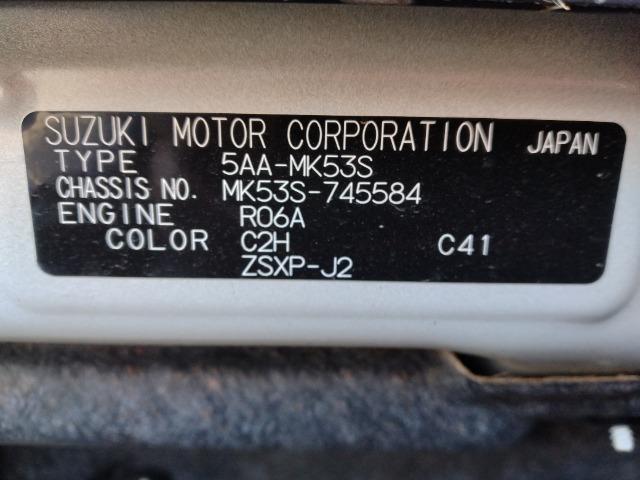 SUZUKI MOTOR CORPORATION JAPAN
TYPE 5AA-MK53S
CHASSIS NO. MK53S-745584
ENGINE R06A
COLOR C2H C41
ZSXP-J2